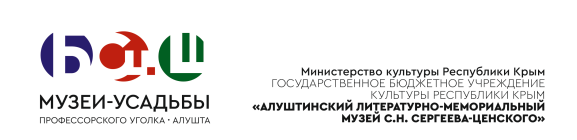 БСТ.Ш
МУЗЕИ-УСАДЬБЫ
ПРОФЕССОРСКОГО УГОЛКА • АЛУШТА
Министерство культуры Республики Крым
ГОСУДАРСТВЕННОЕ БЮДЖЕТНОЕ УЧРЕЖДЕНИЕ
КУЛЬТУРЫ РЕСПУБЛИКИ КРЫМ
«АЛУШТИНСКИЙ ЛИТЕРАТУРНО-МЕМОРИАЛЬНЫЙ
МУЗЕЙ С.Н. СЕРГЕЕВА-ЦЕНСКОГО»